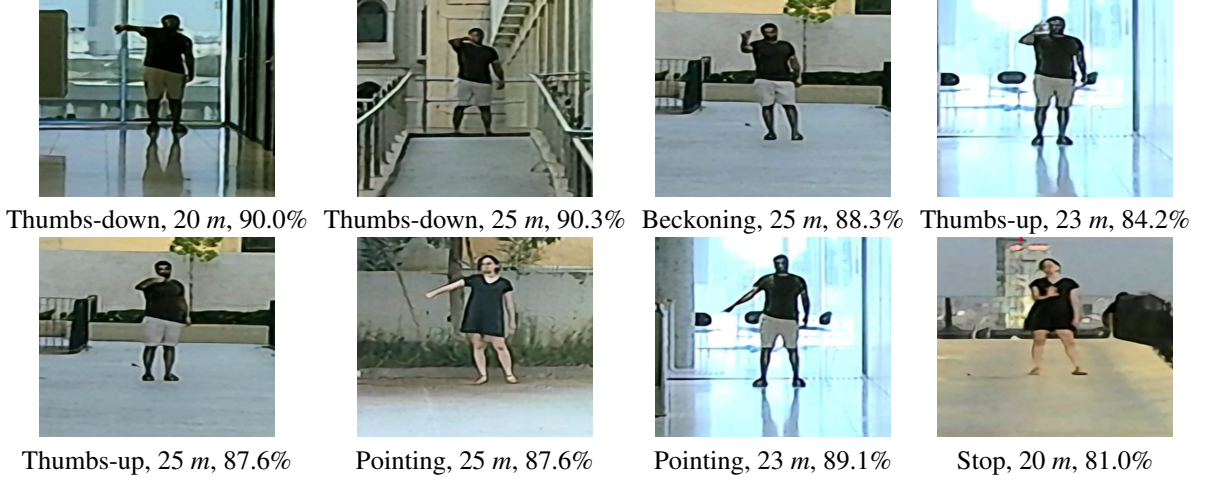 Thumbs-down, 20 m, 90.0%
Thumbs-down, 25 m, 90.3%
Beckoning, 25 m, 88.3%
Thumbs-up, 23 m, 84.2%
Thumbs-up, 25 m, 87.6%
Pointing, 25 m, 87.6%
Pointing, 23 m, 89.1%
Stop, 20 m, 81.0%